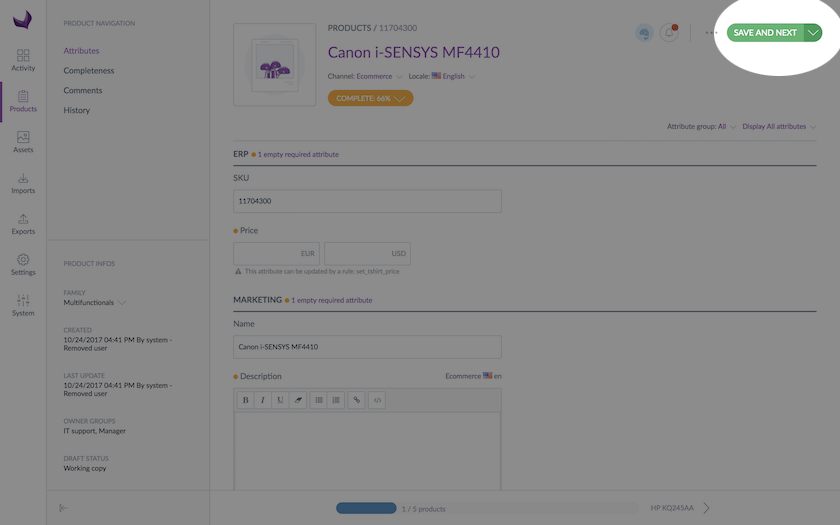 PRODUCT NAVIGATION
Attributes
Completeness
Comments
History
Activity
Products
Assets
Imports
Exports
Settings
System
PRODUCT INFOS
FAMILY
Multifunctionals
CREATED
10/24/2017 04:41 PM By system -
Removed user
LAST UPDATE
10/24/2017 04:41 PM By system -
Removed user
OWNER GROUPS
IT support, Manager
DRAFT STATUS
Working copy
PRODUCTS / 11704300
Canon i-SENSYS MF4410
Channel: Ecommerce Locale: English
COMPLETE: 66%
SAVE AND NEXT
Attribute group: All Display All attributes
ERP 1 empty required attribute
SKU
11704300
Price
EUR USD
This attribute can be updated by a rule: set_tshirt_price
MARKETING 1 empty required attribute
Name
Canon i-SENSYS MF4410
Description Ecommerce en
B I U </>
1 / 5 products HP KQ245AA